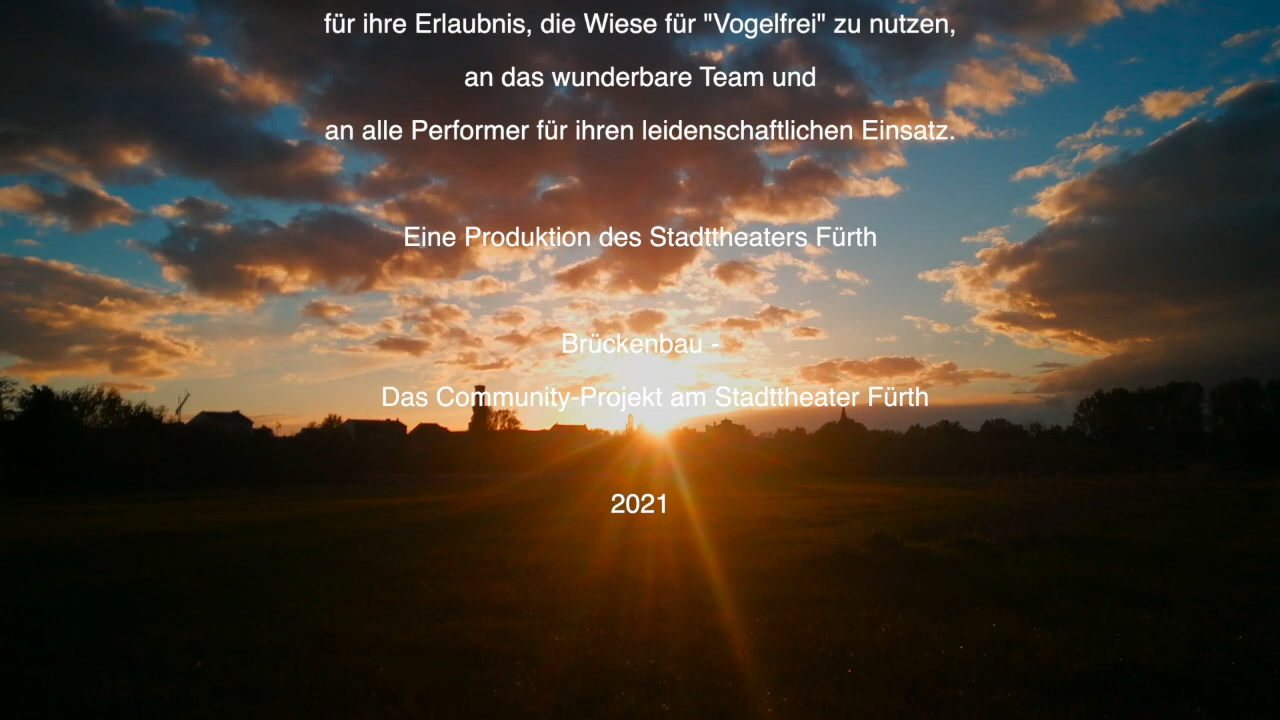 für ihre Erlaubnis, die Wiese für "Vogelfrei" zu nutzen,
an das wunderbare Team und
an alle Performer für ihren leidenschaftlichen Einsatz.
Eine Produktion des Stadttheaters Fürth
Brückenbau -
Das Community-Projekt am Stadttheater Fürth
2021